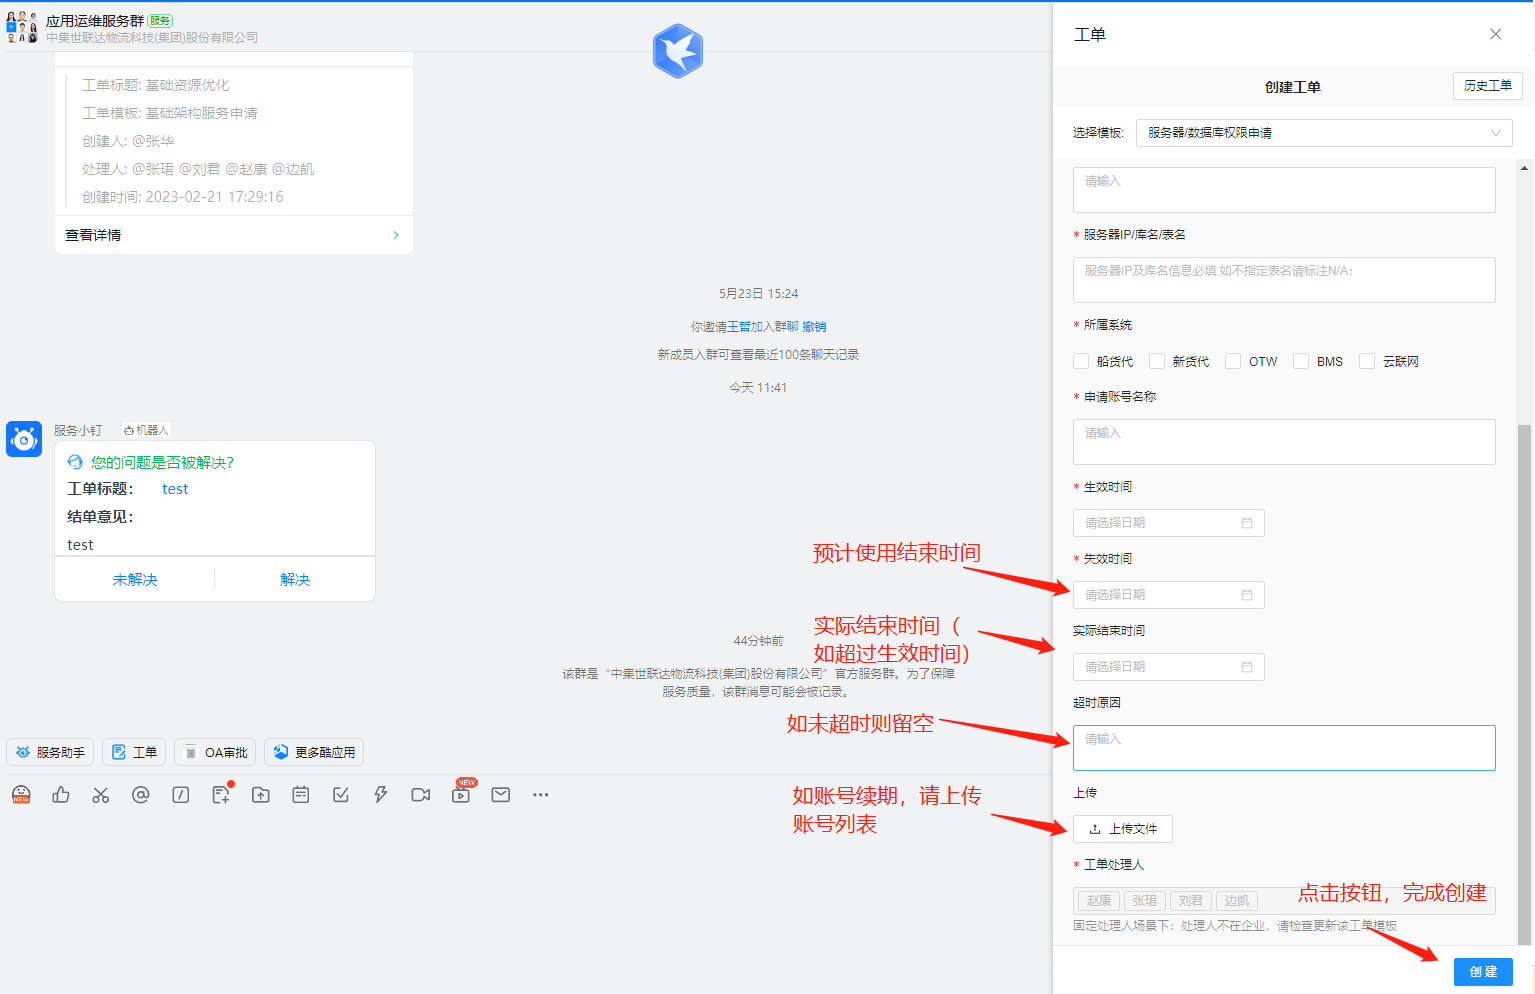 应用运维服务群 服务
中集世联达物流科技(集团)股份有限公司
工单标题: 基础资源优化
工单模板: 基础架构服务申请
创建人: @张华
处理人: @张珺 @刘君 @赵康 @边凯
创建时间: 2023-02-21 17:29:16
查看详情
5月23日 15:24
你邀请王哲加入群聊 撤销
新成员入群可查看最近100条聊天记录
今天 11:41
服务小钉 机器人
您的问题是否被解决?
工单标题： test
结单意见：
test
未解决 解决
44分钟前
该群是“中集世联达物流科技(集团)股份有限公司”官方服务群。为了保障
服务质量，该群消息可能会被记录。
服务助手 工单 OA审批 更多酷应用
NEW
NEW
预计使用结束时间
实际结束时间（
如超过生效时间）
如未超时则留空
如账号续期，请上传
账号列表
工单
创建工单 历史工单
选择模板: 服务器/数据库权限申请
请输入
* 服务器IP/库名/表名
服务器IP及库名信息必填 如不指定表名请标注N/A;
* 所属系统
船货代 新货代 OTW BMS 云联网
* 申请账号名称
请输入
* 生效时间
请选择日期
* 失效时间
请选择日期
实际结束时间
请选择日期
超时原因
请输入
上传
上传文件
* 工单处理人
赵康 张珺 刘君 边凯
点击按钮，完成创建
固定处理人场景下：处理人不在企业，请检查更新该工单模板
创 建